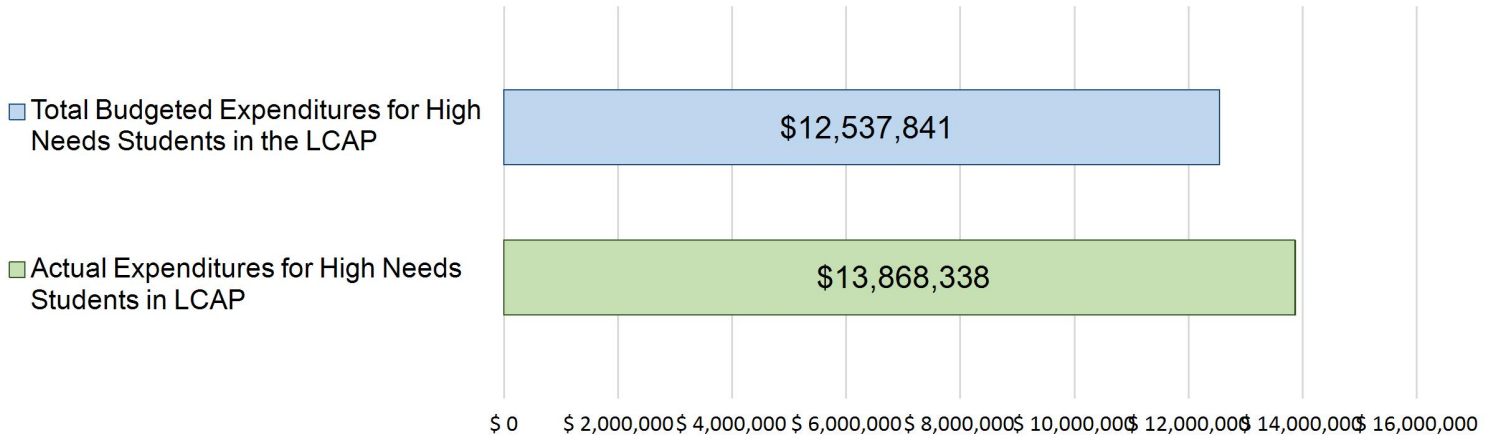 Total Budgeted Expenditures for High
Needs Students in the LCAP
$12,537,841
Actual Expenditures for High Needs
Students in LCAP
$13,868,338
$ 0 $ 2,000,000 $ 4,000,000 $ 6,000,000 $ 8,000,000 $ 10,000,000 $ 12,000,000 $ 14,000,000 $ 16,000,000